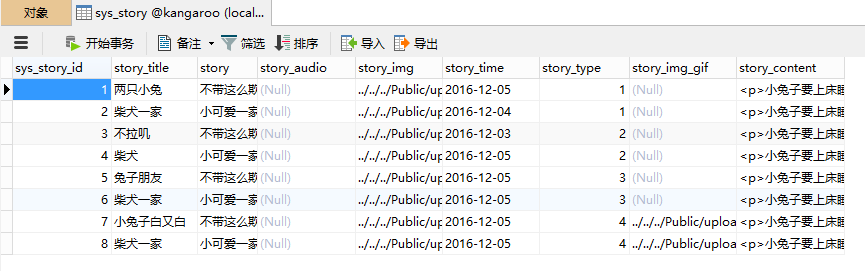 对象 sys_story @kangaroo (local...
开始事务 备注 筛选 排序 导入 导出
sys_story_id story_title story story_audio story_img story_time story_type story_img_gif story_content
1 两只小兔 不带这么欺 (Null) ../../../Public/up 2016-12-05 1 (Null) <p>小兔子要上床睡
2 柴犬一家 小可爱一家 (Null) ../../../Public/up 2016-12-04 1 (Null) <p>小兔子要上床睡
3 不拉叽 不带这么欺 (Null) ../../../Public/up 2016-12-03 2 (Null) <p>小兔子要上床睡
4 柴犬 小可爱一家 (Null) ../../../Public/up 2016-12-05 2 (Null) <p>小兔子要上床睡
5 兔子朋友 不带这么欺 (Null) ../../../Public/up 2016-12-05 3 (Null) <p>小兔子要上床睡
6 柴犬一家 不带这么欺 (Null) ../../../Public/up 2016-12-05 3 (Null) <p>小兔子要上床睡
7 小兔子白又白 不带这么欺 (Null) ../../../Public/up 2016-12-05 4 ../../../Public/uploa <p>小兔子要上床睡
8 柴犬一家 小可爱一家 (Null) ../../../Public/up 2016-12-05 4 ../../../Public/uploa <p>小兔子要上床睡